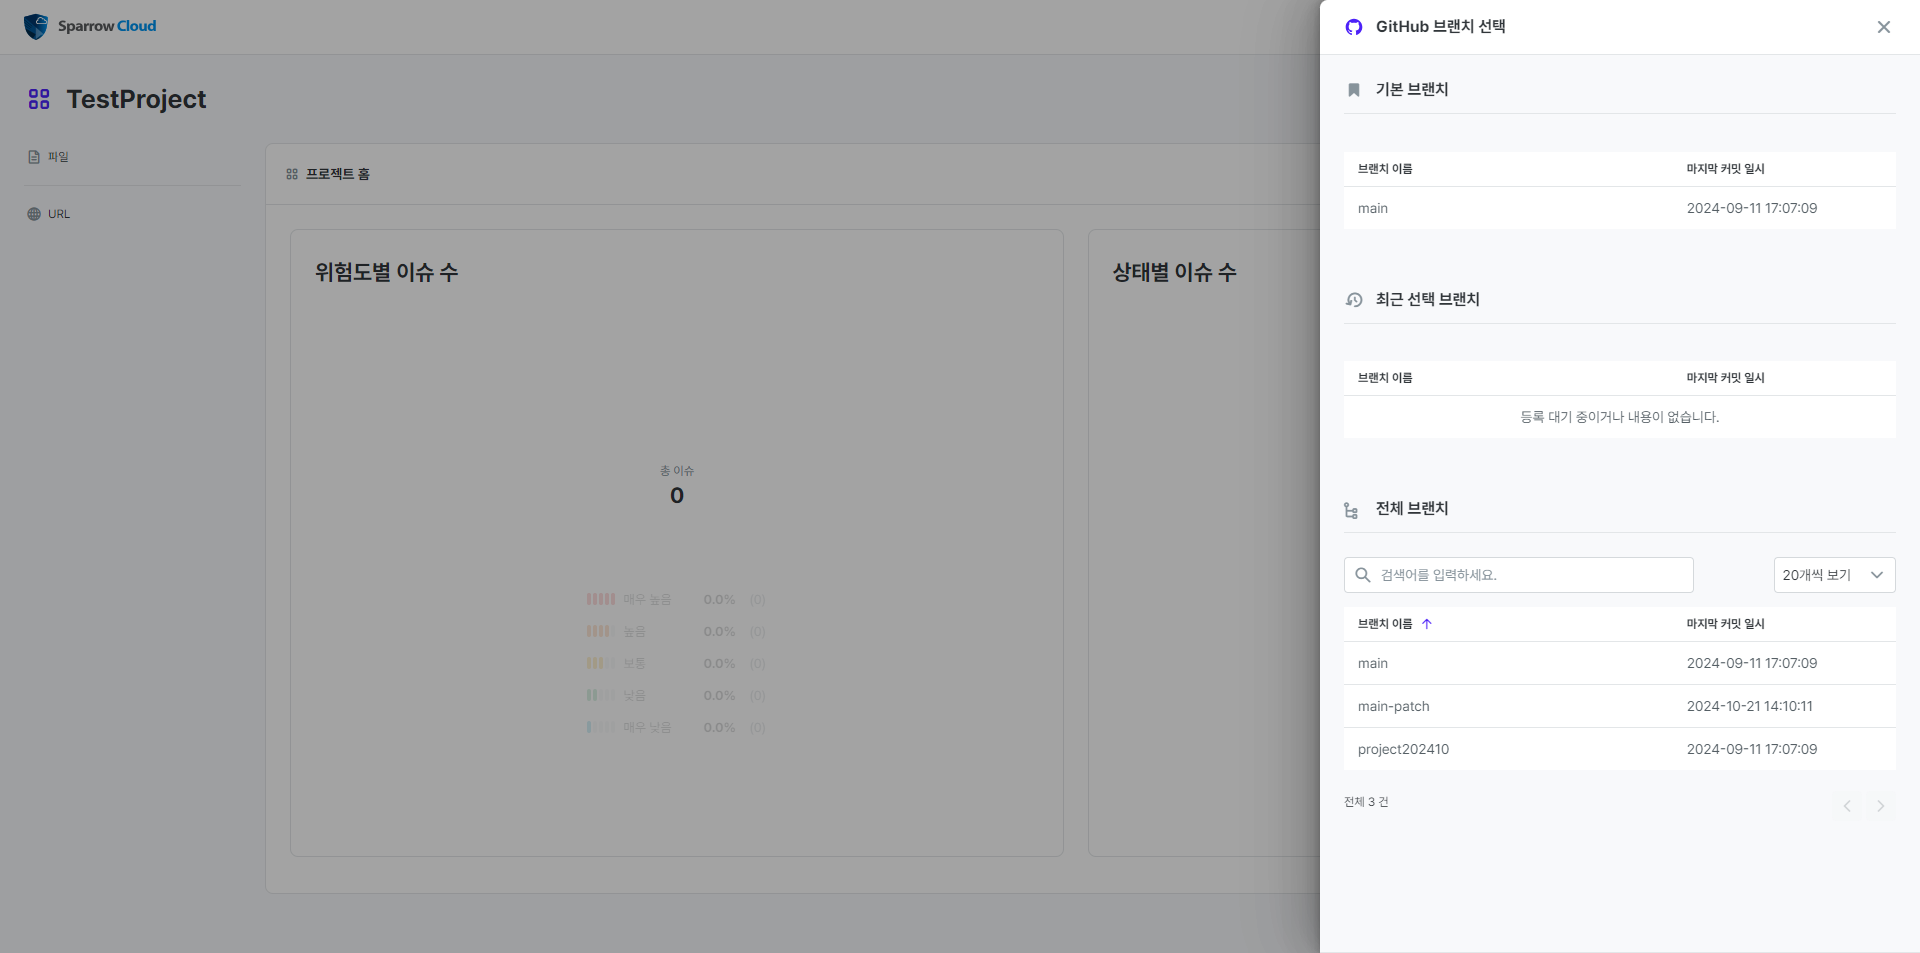 Sparrow Cloud
TestProject
피일
URL
프로젝트 홈
위험도별 이슈 수
총 이슈
0
매우 높음 0.0% (0)
높음 0.0% (0)
보통 0.0% (0)
낮음 0.0% (0)
매우 낮음 0.0% (0)
상태별 이슈 수
GitHub 브랜치 선택
기본 브랜치
브랜치 이름 마지막 커밋 일시
main 2024-09-11 17:07:09
최근 선택 브랜치
브랜치 이름 마지막 커밋 일시
등록 대기 중이거나 내용이 없습니다.
전체 브랜치
검색어를 입력하세요. 20개씩 보기
브랜치 이름 마지막 커밋 일시
main 2024-09-11 17:07:09
main-patch 2024-10-21 14:10:11
project202410 2024-09-11 17:07:09
전체 3 건